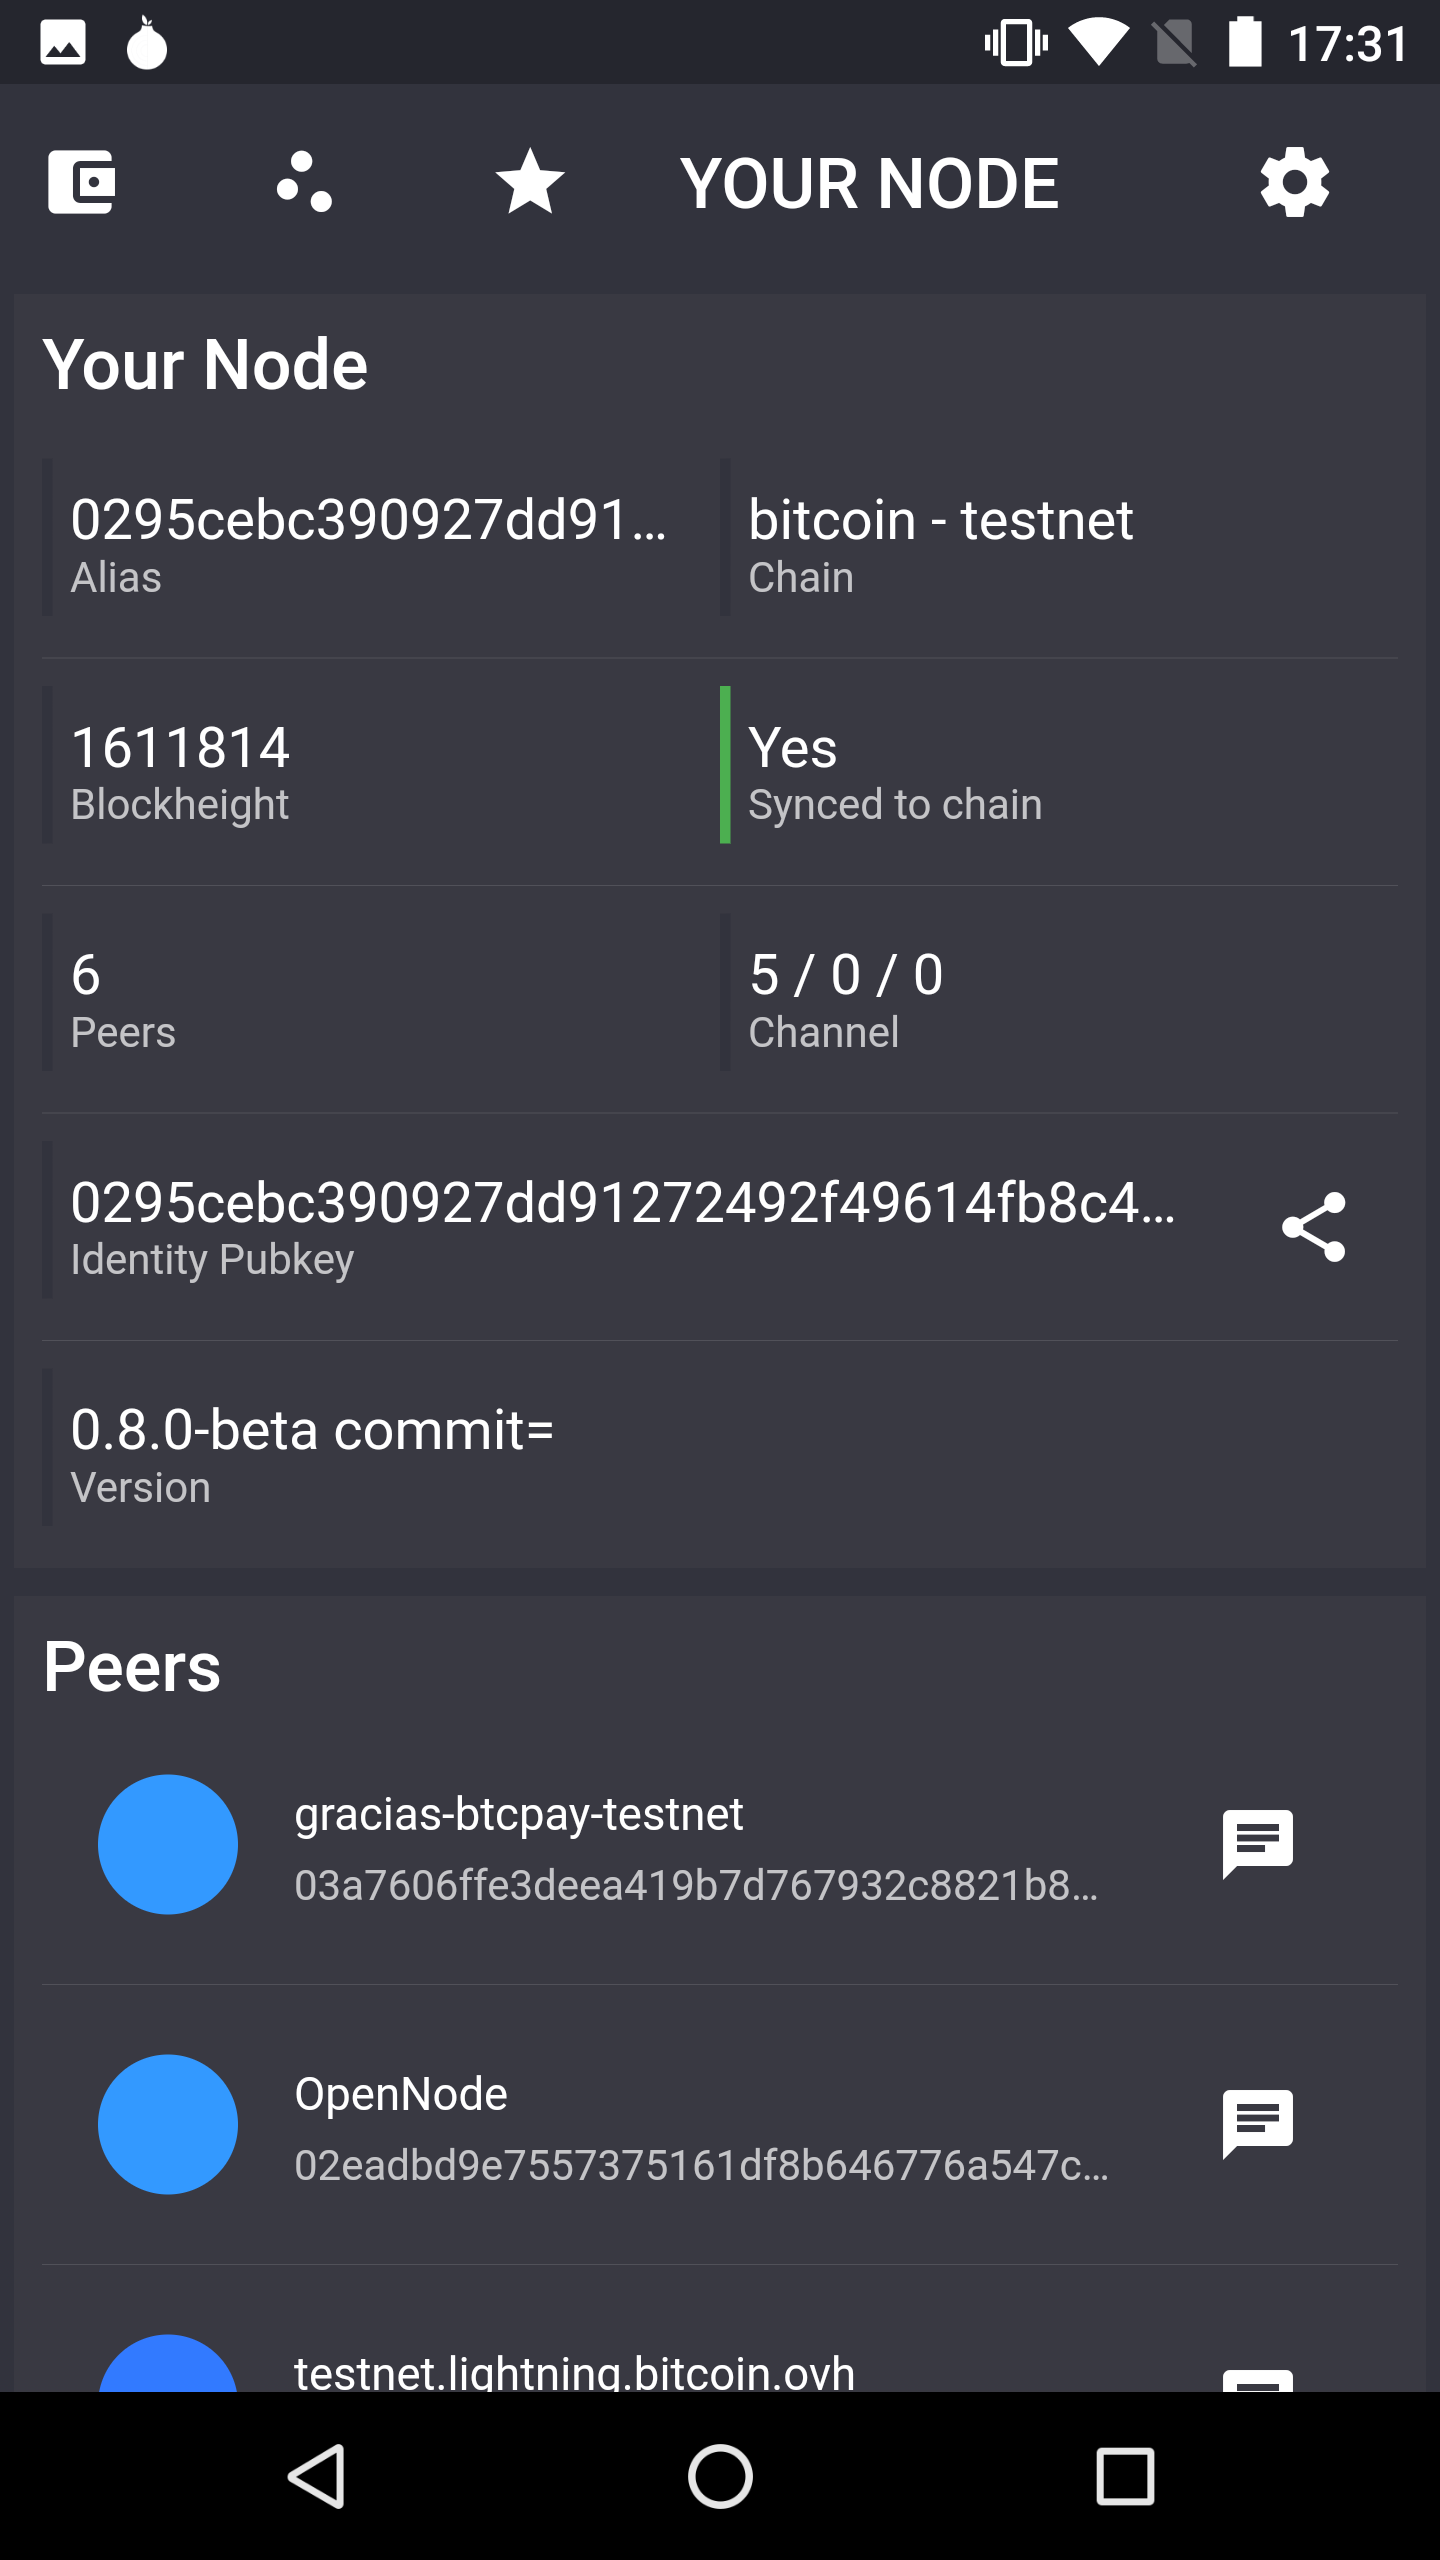 17:31
YOUR NODE
Your Node
0295cebc390927dd91... bitcoin - testnet
Alias Chain
1611814 Yes
Blockheight Synced to chain
6 5 / 0 / 0
Peers Channel
0295cebc390927dd91272492f49614fb8c4...
Identity Pubkey
0.8.0-beta commit=
Version
Peers
gracias-btcpay-testnet
03a7606ffe3deea419b7d767932c8821b8...
OpenNode
02eadbd9e7557375161df8b646776a547c...
testnet.lightning.bitcoin.ovh